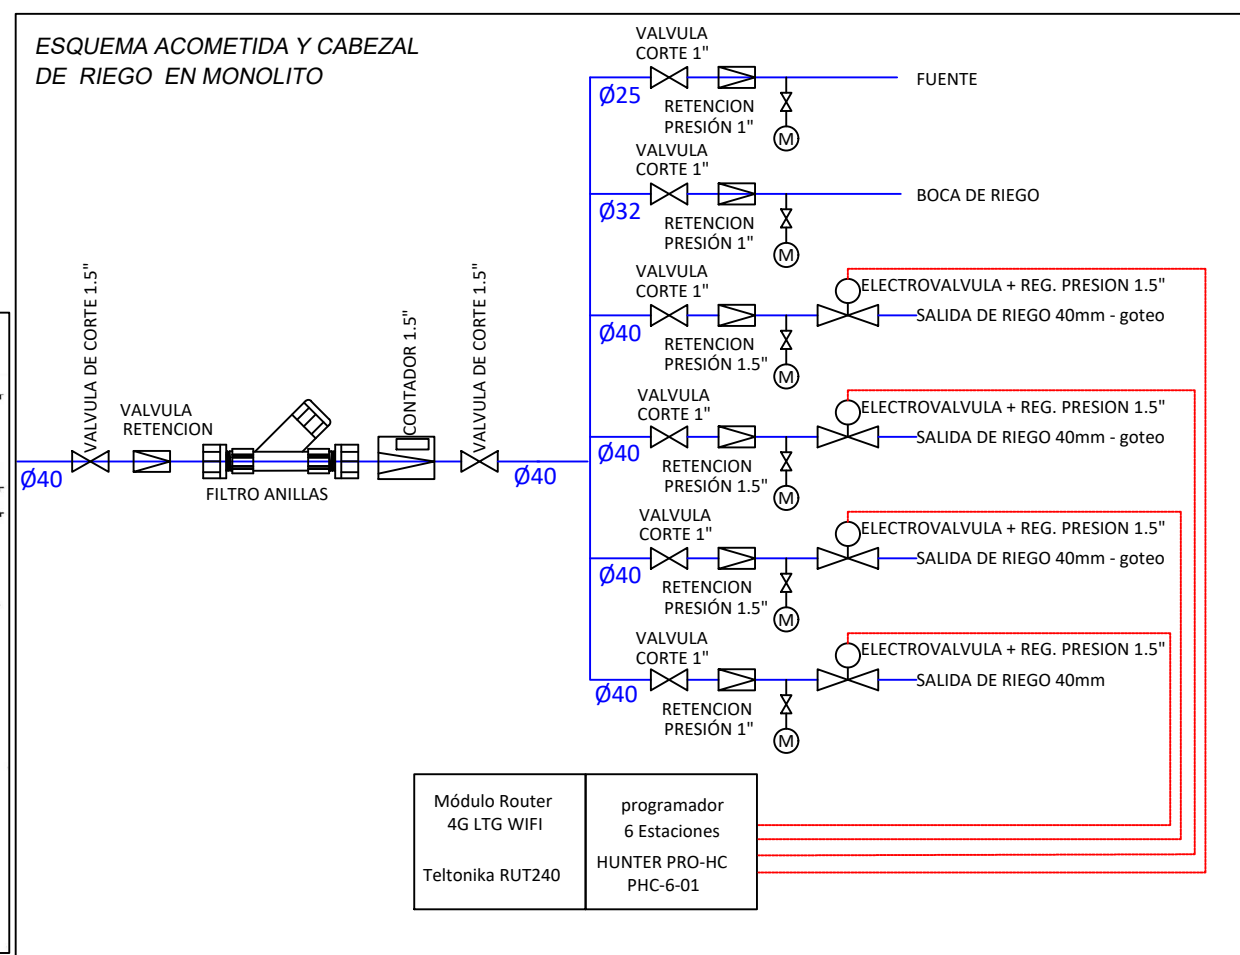 ESQUEMA ACOMETIDA Y CABEZAL
DE RIEGO EN MONOLITO
VALVULA
CORTE 1"
Ø25
RETENCION
PRESIÓN 1"
M
FUENTE
VALVULA
CORTE 1"
Ø32
RETENCION
PRESIÓN 1"
M
BOCA DE RIEGO
VALVULA
CORTE 1"
Ø40
RETENCION
PRESIÓN 1.5"
M
ELECTROVALVULA + REG. PRESION 1.5"
SALIDA DE RIEGO 40mm - goteo
VALVULA
CORTE 1"
Ø40
RETENCION
PRESIÓN 1.5"
M
ELECTROVALVULA + REG. PRESION 1.5"
SALIDA DE RIEGO 40mm - goteo
VALVULA
CORTE 1"
Ø40
RETENCION
PRESIÓN 1.5"
M
ELECTROVALVULA + REG. PRESION 1.5"
SALIDA DE RIEGO 40mm - goteo
VALVULA
CORTE 1"
Ø40
RETENCION
PRESIÓN 1"
M
ELECTROVALVULA + REG. PRESION 1.5"
SALIDA DE RIEGO 40mm
Ø40
VALVULA DE CORTE 1.5"
VALVULA
RETENCION
FILTRO ANILLAS
CONTADOR 1.5"
VALVULA DE CORTE 1.5"
Ø40
Módulo Router
4G LTG WIFI
Teltonika RUT240
programador
6 Estaciones
HUNTER PRO-HC
PHC-6-01